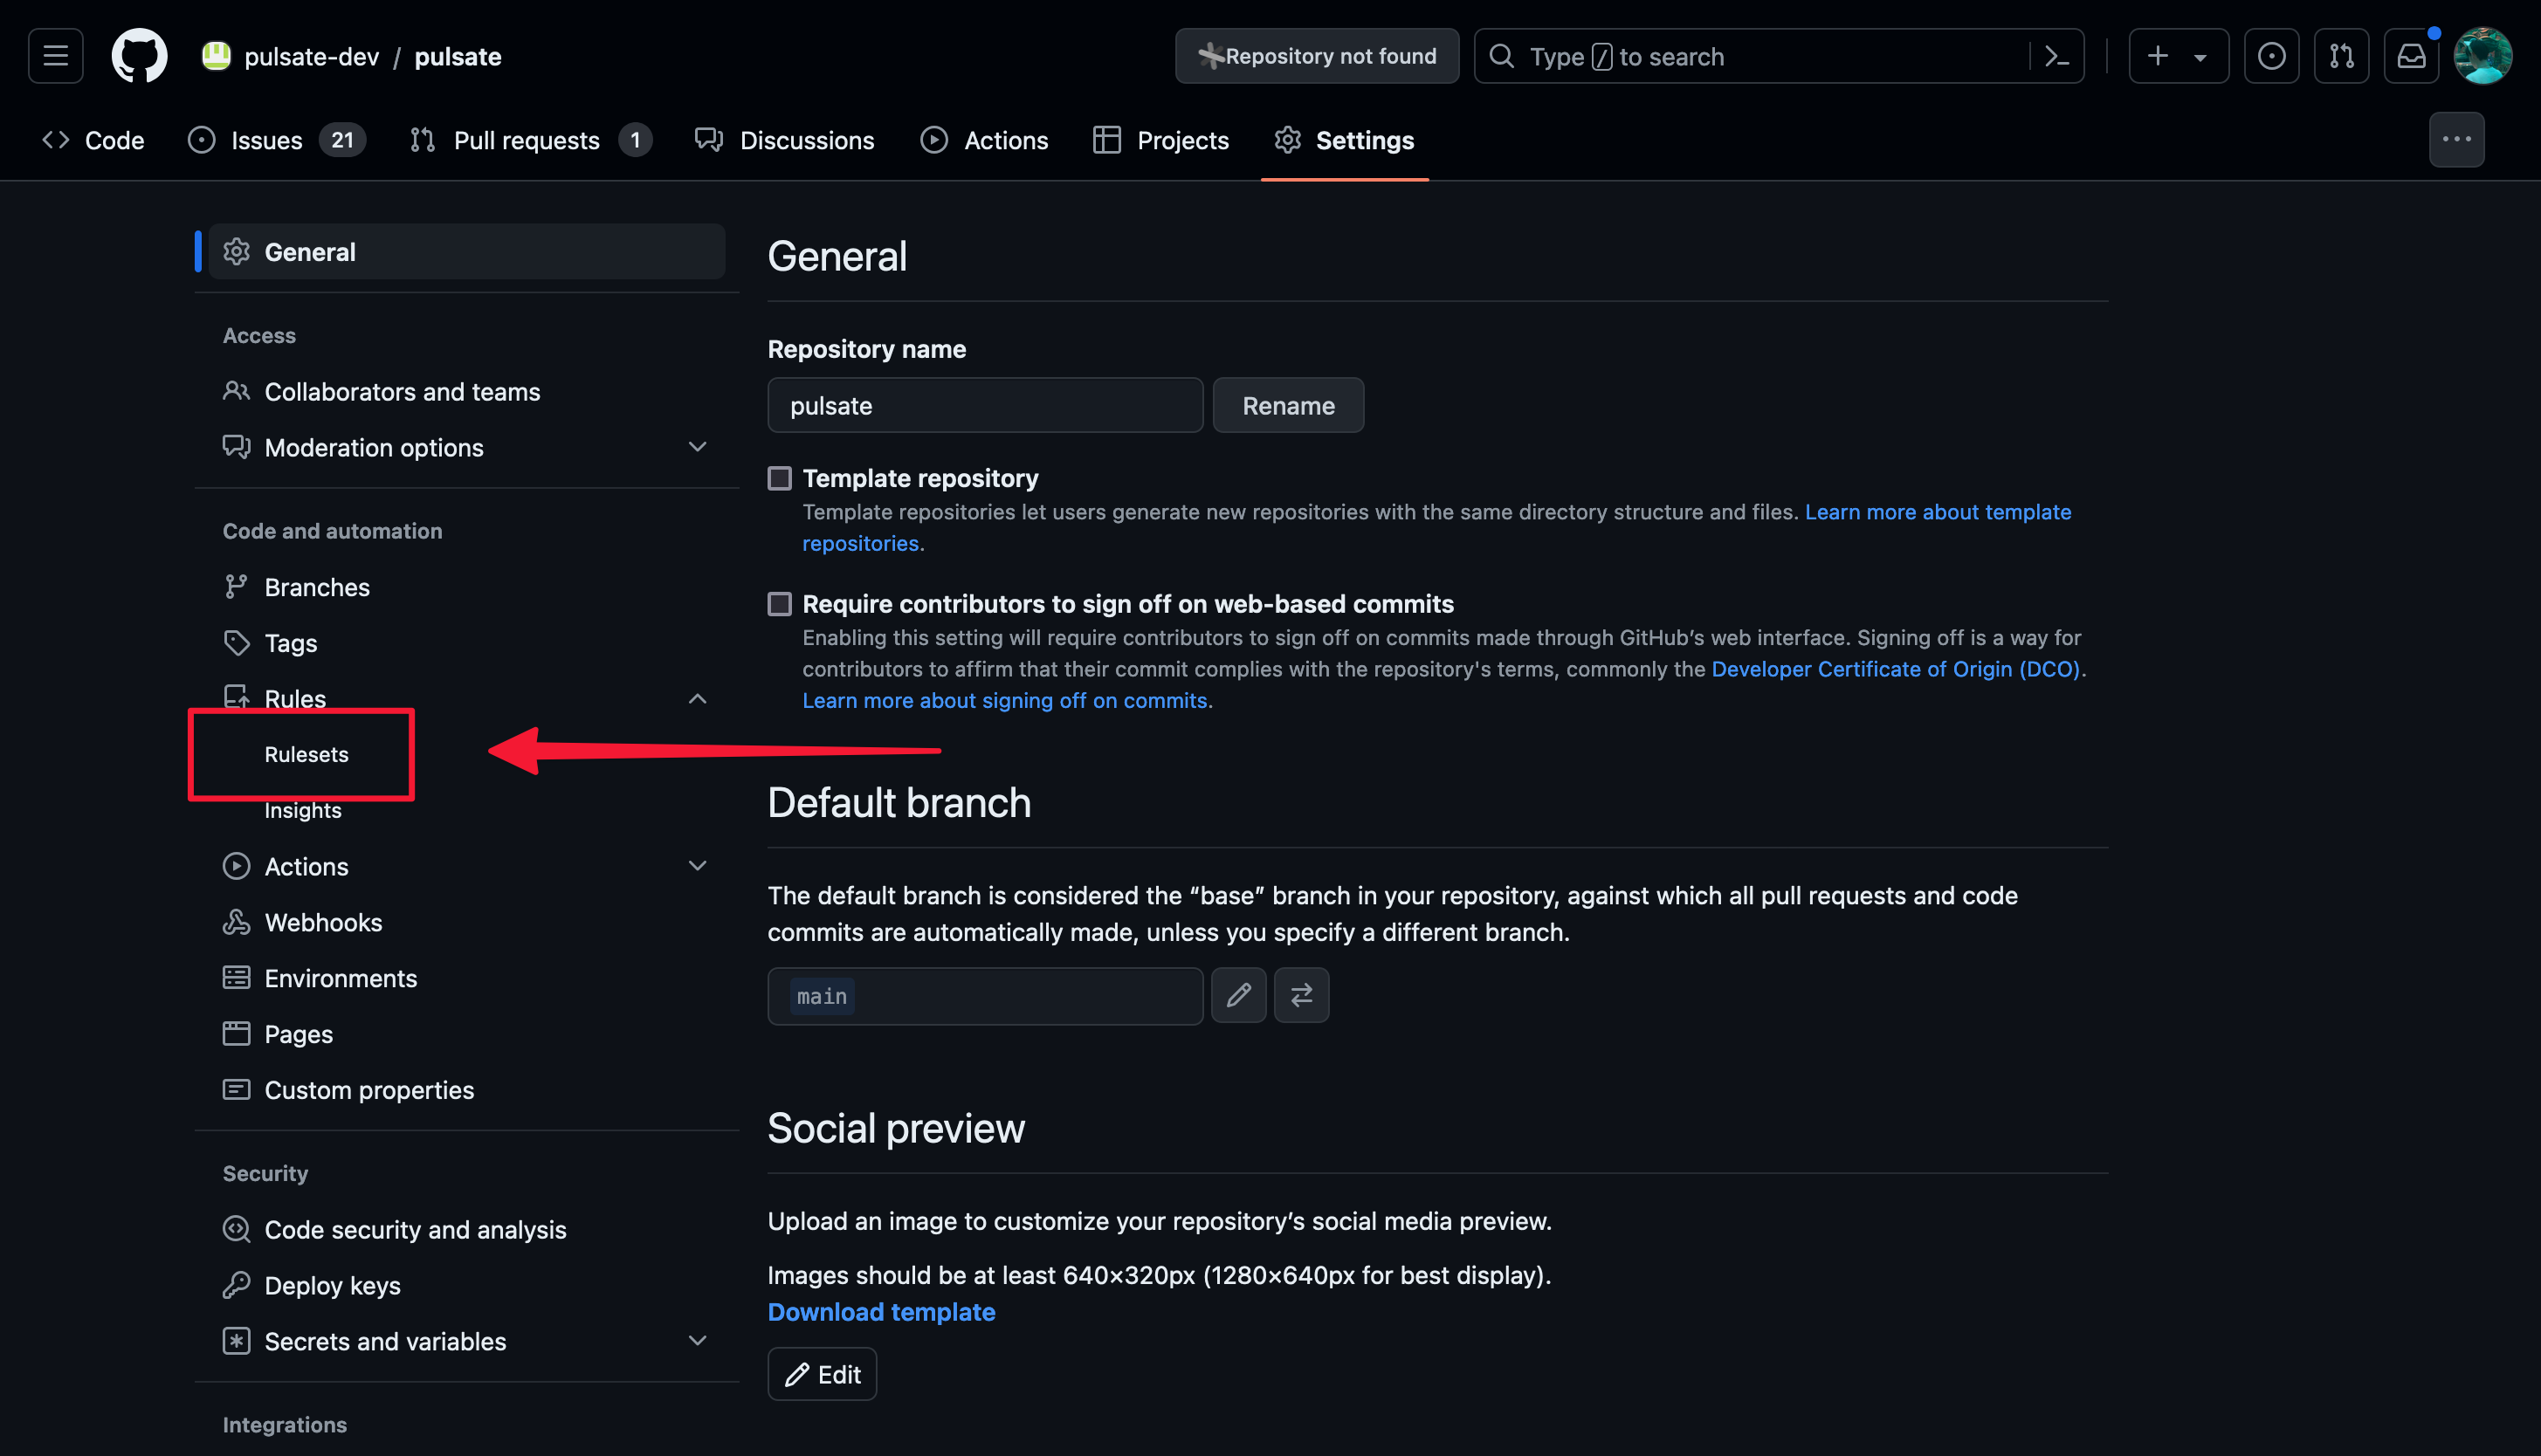 pulsate-dev / pulsate
Repository not found
Type / to search
Code
Issues 21
Pull requests 1
Discussions
Actions
Projects
Settings
General
Access
Collaborators and teams
Moderation options
Code and automation
Branches
Tags
Rules
Rulesets
Insights
Actions
Webhooks
Environments
Pages
Custom properties
Security
Code security and analysis
Deploy keys
Secrets and variables
Integrations
General
Repository name
pulsate
Rename
Template repository
Template repositories let users generate new repositories with the same directory structure and files. Learn more about template
repositories.
Require contributors to sign off on web-based commits
Enabling this setting will require contributors to sign off on commits made through GitHub’s web interface. Signing off is a way for
contributors to affirm that their commit complies with the repository's terms, commonly the Developer Certificate of Origin (DCO).
Learn more about signing off on commits.
Default branch
The default branch is considered the “base” branch in your repository, against which all pull requests and code
commits are automatically made, unless you specify a different branch.
main
Social preview
Upload an image to customize your repository’s social media preview.
Images should be at least 640×320px (1280×640px for best display).
Download template
Edit